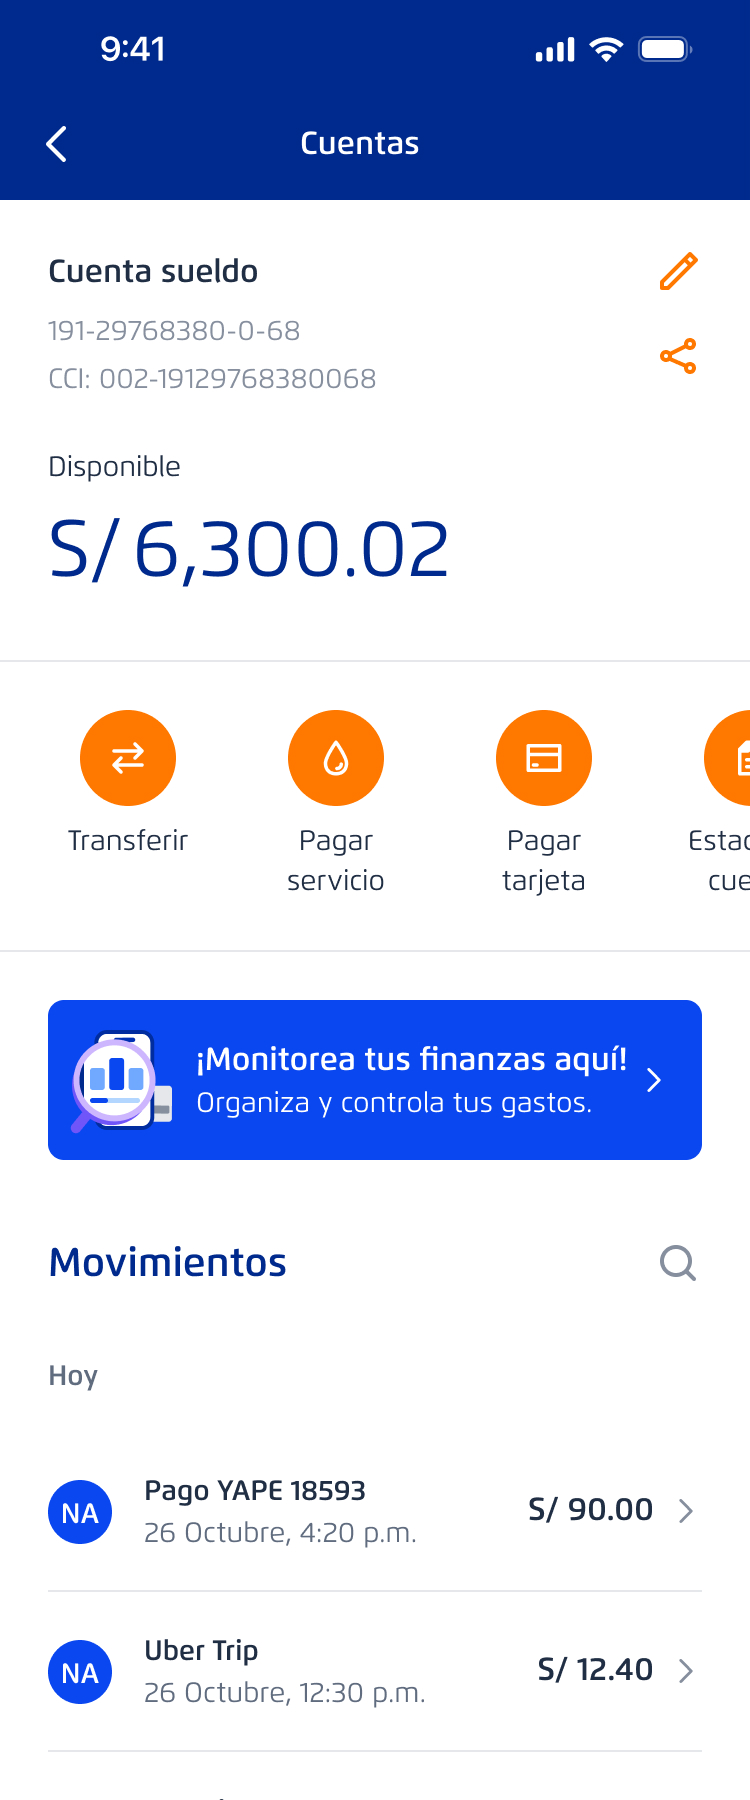 9:41
Cuentas
Cuenta sueldo
191-29768380-0-68
CCI: 002-19129768380068
Disponible
S/ 6,300.02
Transferir
Pagar
servicio
Pagar
tarjeta
¡Monitorea tus finanzas aquí!
Organiza y controla tus gastos.
Movimientos
Hoy
NA
Pago YAPE 18593
26 Octubre, 4:20 p.m.
S/ 90.00
NA
Uber Trip
26 Octubre, 12:30 p.m.
S/ 12.40